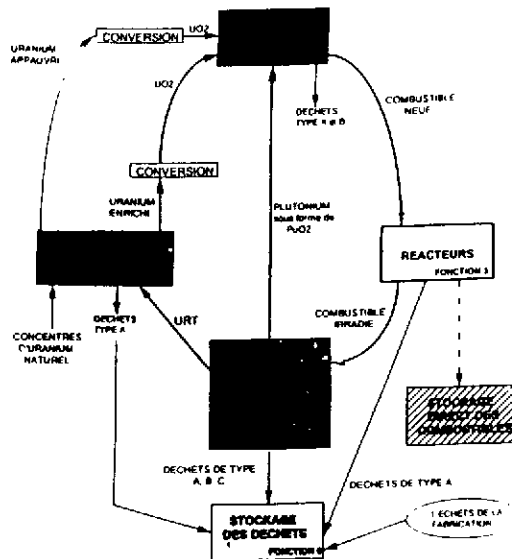 UO2
CONVERSION
URANIUM
APPAUVRI
UO2
DECHETS
COMBUSTIBLE
NEUF
CONVERSION
URANIUM
ENRICHI
PLUTONIUM
sous forme de
PuO2
REACTEURS
FONCTION 3
DECHETS
TYPE A
URT
COMBUSTIBLE
IRRADIE
CONCENTRES
D'URANIUM
NATUREL
STOCKAGE
DIRECT DES
COMBUSTIBLES
DECHETS DE TYPE
A, B, C
DECHETS DE TYPE A
STOCKAGE
DES DECHETS
FONCTION
DECHETS DE LA
FABRICATION